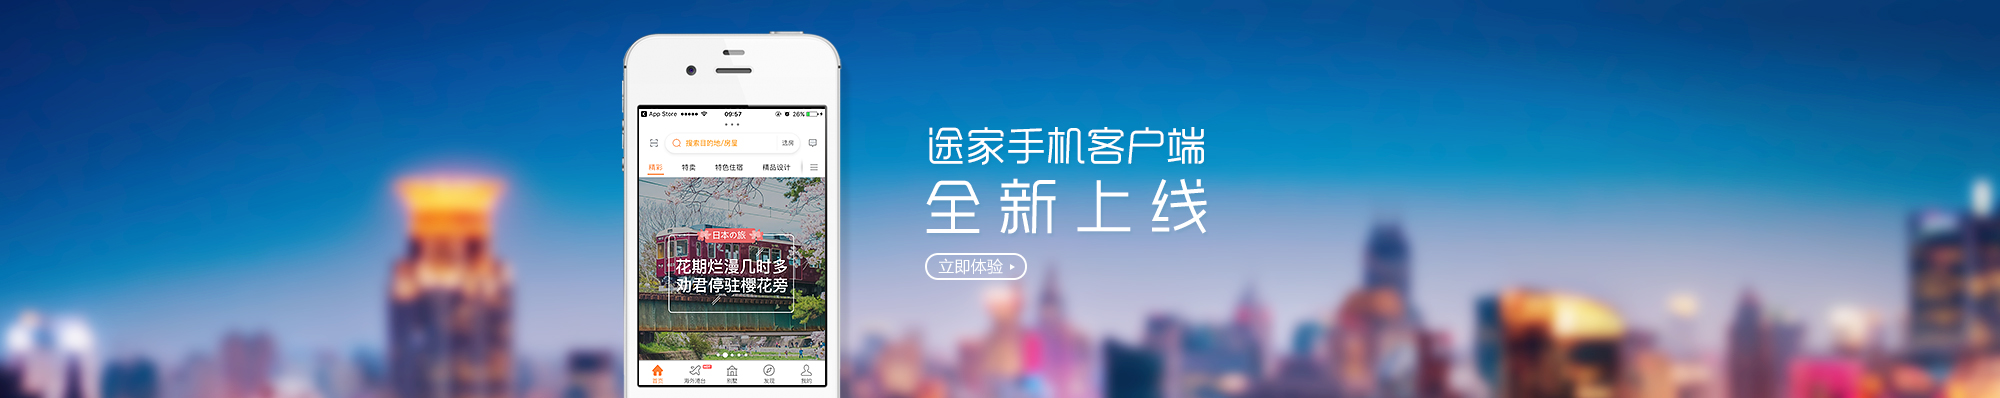 App Store 09:57 26%
搜索目的地/房屋 选房
精彩 特卖 特色住宿 精品设计
日本の旅
花期烂漫几时多
劝君停驻樱花旁
首页 海外港台 别墅 发现 我的
途家手机客户端
全新上线
立即体验